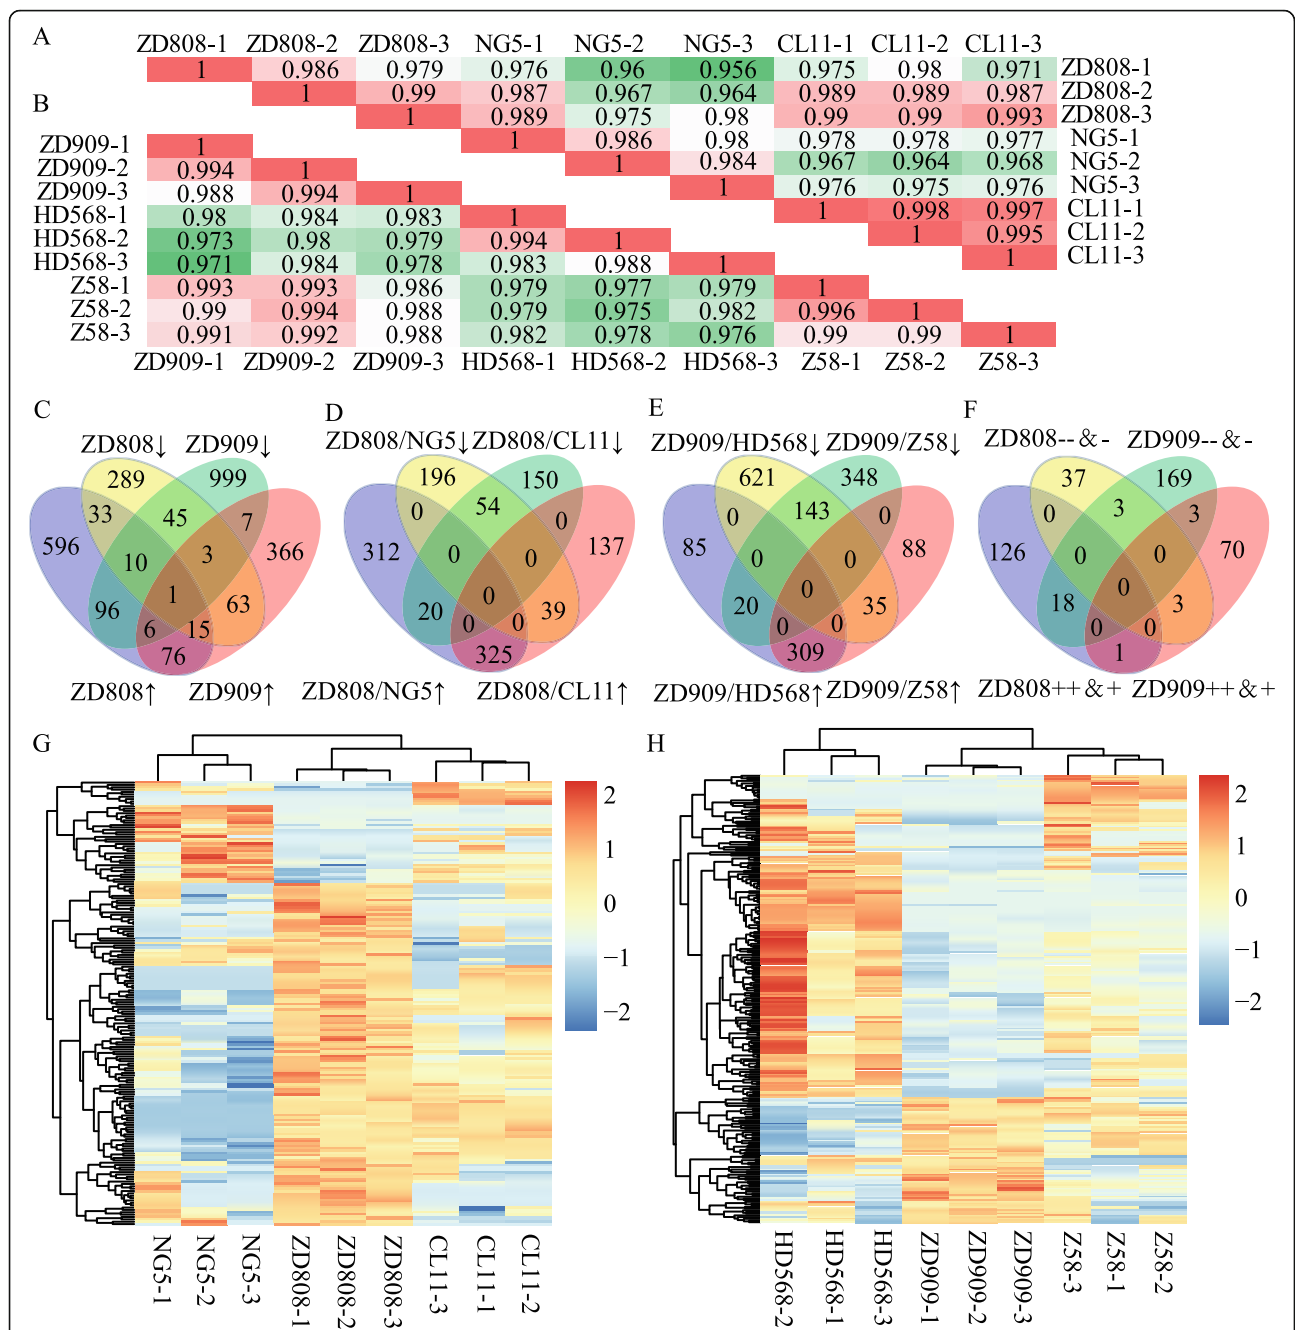 A
ZD808-1 ZD808-2 ZD808-3 NG5-1 NG5-2 NG5-3 CL11-1 CL11-2 CL11-3
1 0.986 0.979 0.976 0.96 0.956 0.975 0.98 0.971 ZD808-1
1 0.99 0.987 0.967 0.964 0.989 0.989 0.987 ZD808-2
B
1 0.989 0.975 0.98 0.99 0.99 0.993 ZD808-3
ZD909-1 1 1 0.986 0.98 0.978 0.978 0.977 NG5-1
ZD909-2 0.994 1 1 0.984 0.967 0.964 0.968 NG5-2
ZD909-3 0.988 0.994 1 1 0.976 0.975 0.976 NG5-3
HD568-1 0.98 0.984 0.983 1 1 0.998 0.997 CL11-1
HD568-2 0.973 0.98 0.979 0.994 1 1 0.995 CL11-2
HD568-3 0.971 0.984 0.978 0.983 0.988 1 1 CL11-3
Z58-1 0.993 0.993 0.986 0.979 0.977 0.979 1
Z58-2 0.99 0.994 0.988 0.979 0.975 0.982 0.996 1
Z58-3 0.991 0.992 0.988 0.982 0.978 0.976 0.99 0.99 1
ZD909-1 ZD909-2 ZD909-3 HD568-1 HD568-2 HD568-3 Z58-1 Z58-2 Z58-3
C
ZD808↓ ZD909↓
289 999
33 45 7
596 366
10 3
1
96 63
6 15
76
ZD808↑ ZD909↑
D
ZD808/NG5↓ ZD808/CL11↓
196 150
0 54 0
312 137
0 0
0
20 39
0 0
325
ZD808/NG5↑ ZD808/CL11↑
E
ZD909/HD568↓ ZD909/Z58↓
621 348
0 143 0
85 88
0 0
0
20 35
0 0
309
ZD909/HD568↑ ZD909/Z58↑
F
ZD808--&- ZD909--&-
37 169
0 3 3
126 70
0 0
0
18 3
0 0
1
ZD808++&+ ZD909++&+
G
2
1
0
−1
−2
NG5-1 NG5-2 NG5-3 ZD808-1 ZD808-2 ZD808-3 CL11-3 CL11-1 CL11-2
H
2
1
0
−1
−2
HD568-2 HD568-1 HD568-3 ZD909-1 ZD909-2 ZD909-3 Z58-3 Z58-1 Z58-2